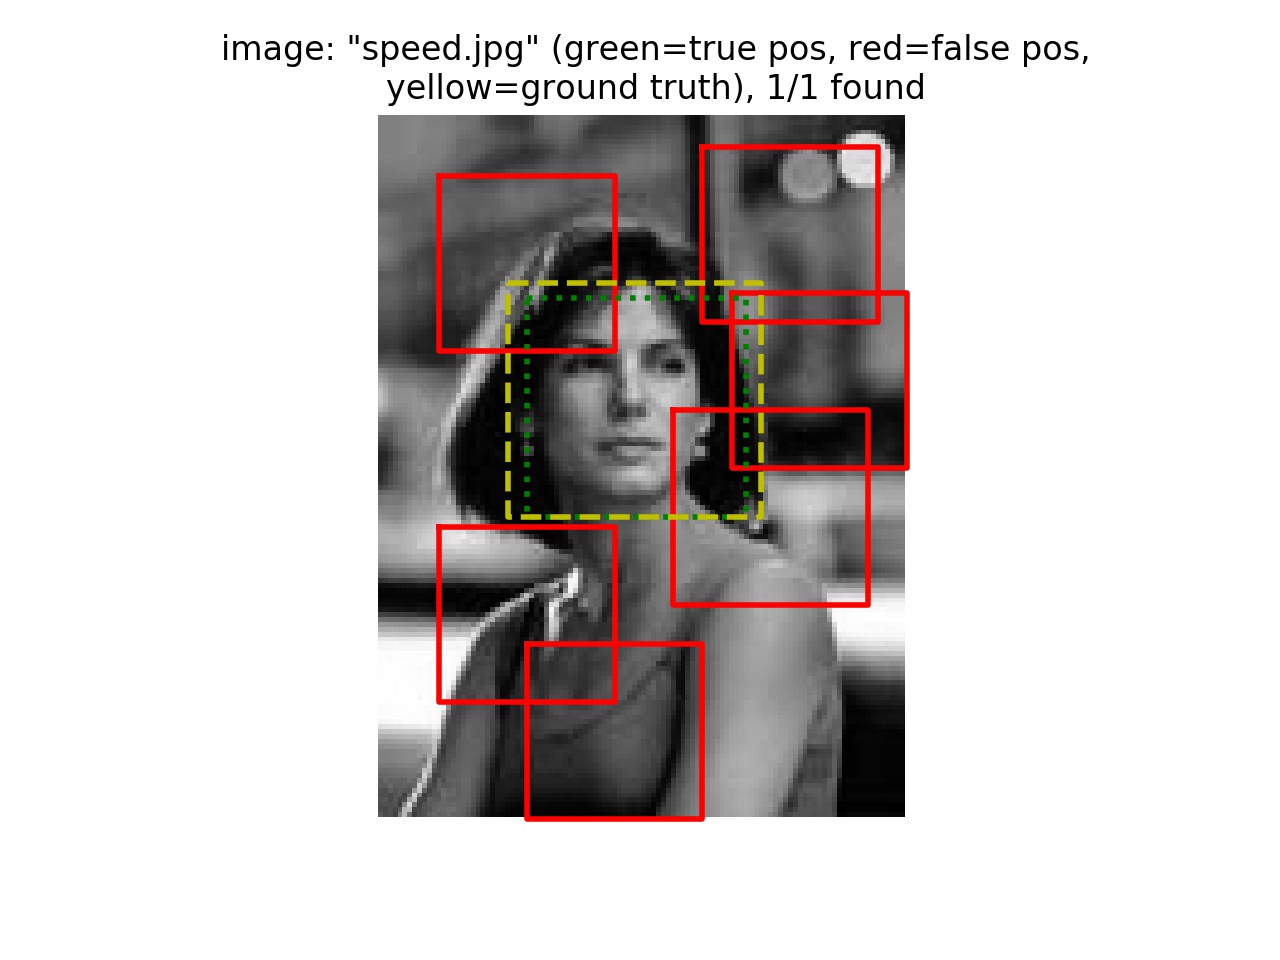 image: "speed.jpg" (green=true pos, red=false pos,
yellow=ground truth), 1/1 found